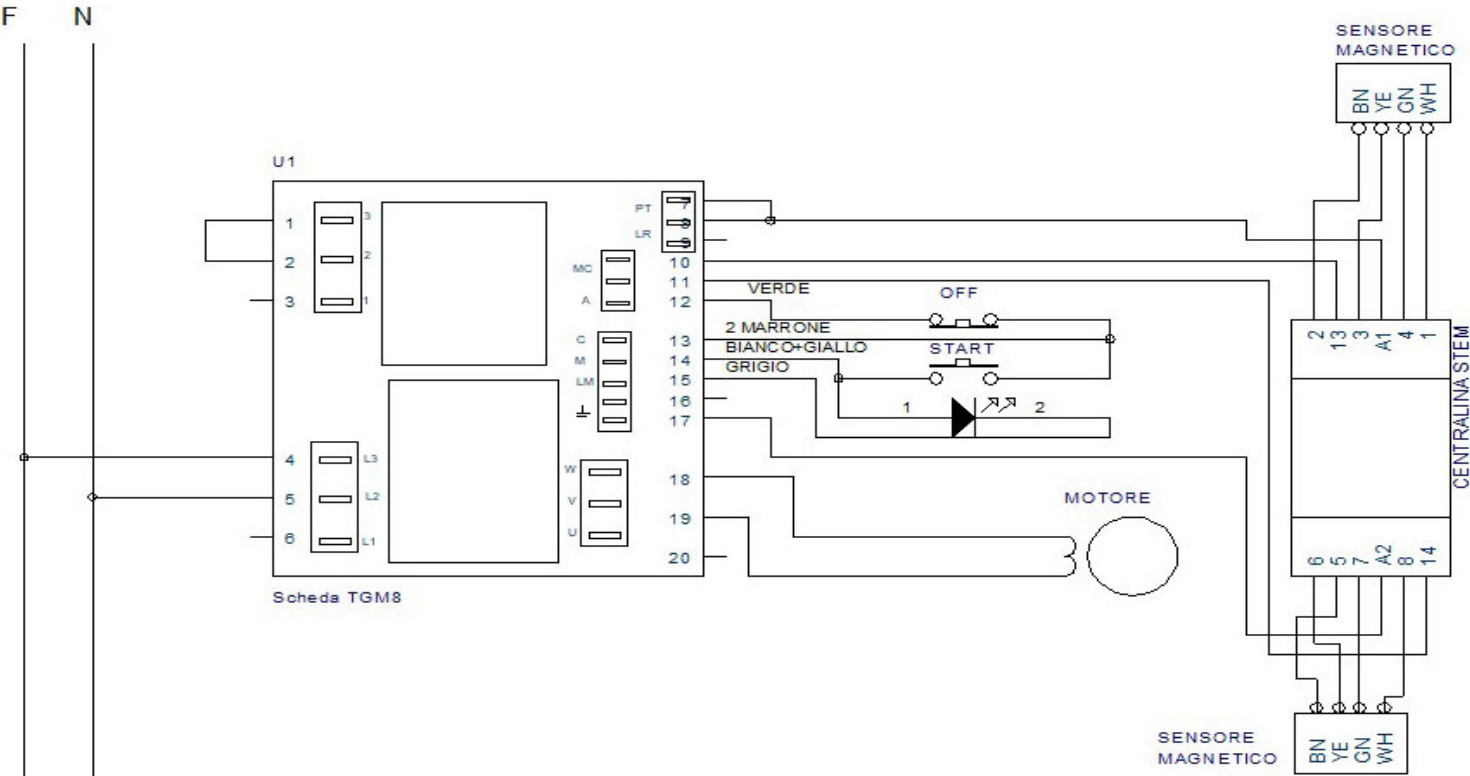 F
N
SENSORE
MAGNETICO
BN
YE
GN
WH
U1
1
2
3
3
2
1
PT
LR
7
8
9
10
11
12
MC
A
VERDE
OFF
13
14
15
16
17
C
M
LM
2 MARRONE
BIANCO+GIALLO
GRIGIO
START
1
2
2
13
3
A1
4
1
CENTRALINA STEM
4
5
6
L3
L2
L1
W
V
U
18
19
20
MOTORE
6
5
7
A2
8
14
Scheda TGM8
SENSORE
MAGNETICO
BN
YE
GN
WH